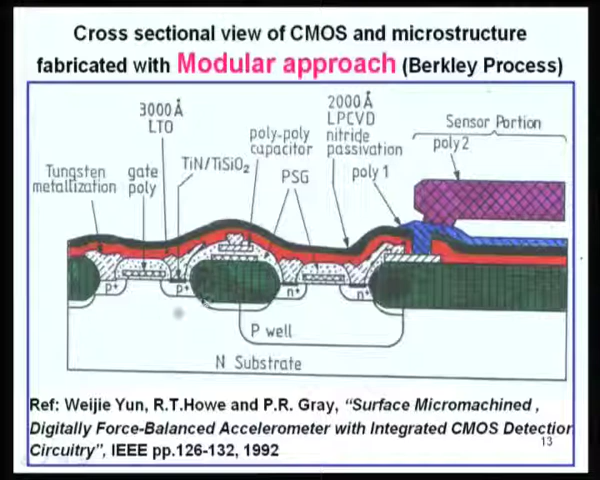 Cross sectional view of CMOS and microstructure
fabricated with Modular approach (Berkley Process)
3000Å
LTO
2000Å
LPCVD
nitride
passivation
Sensor Portion
poly-poly
capacitor
poly2
Tungsten
metallization
gate
poly
TiN/TiSiO2
PSG
poly 1
p+
p+
n+
n+
P well
N Substrate
Ref: Weijie Yun, R.T.Howe and P.R. Gray, “Surface Micromachined ,
Digitally Force-Balanced Accelerometer with Integrated CMOS Detection
Circuitry”, IEEE pp.126-132, 1992
13